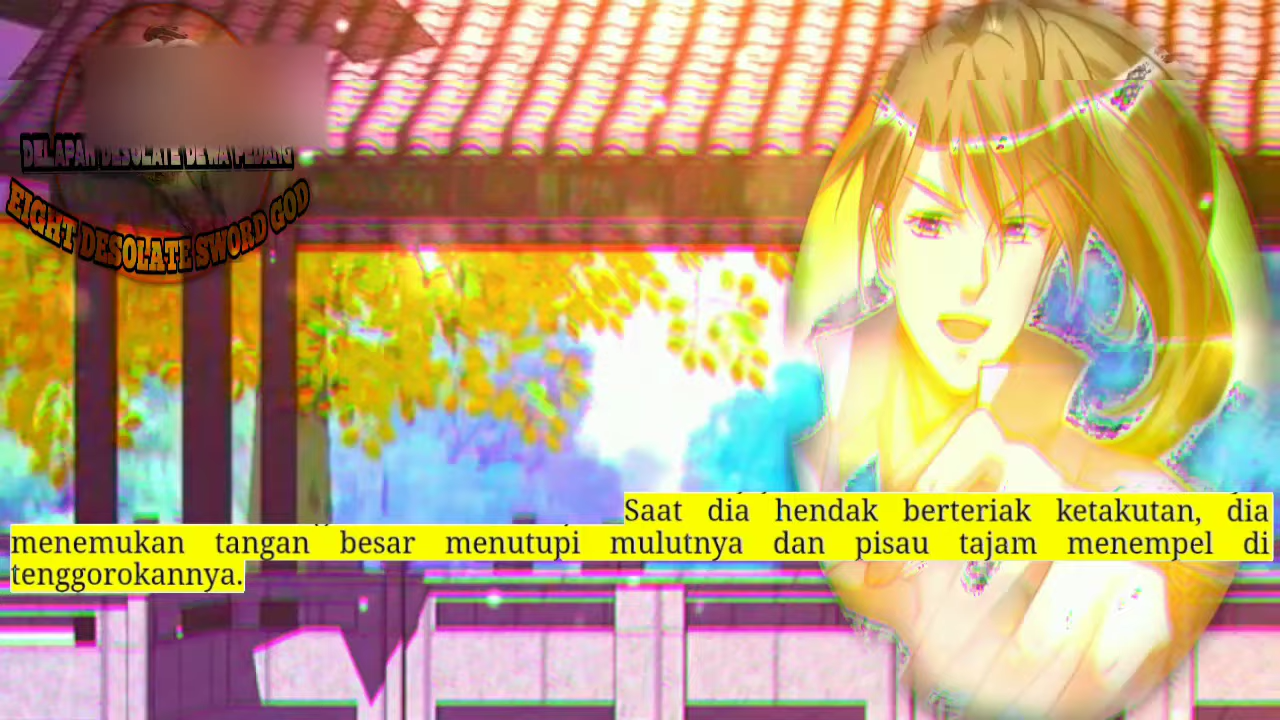 DELAPAN DESOLATE DEWA PEDANG
EIGHT DESOLATE SWORD GOD
Saat dia hendak berteriak ketakutan, dia
menemukan tangan besar menutupi mulutnya dan pisau tajam menempel di
tenggorokannya.